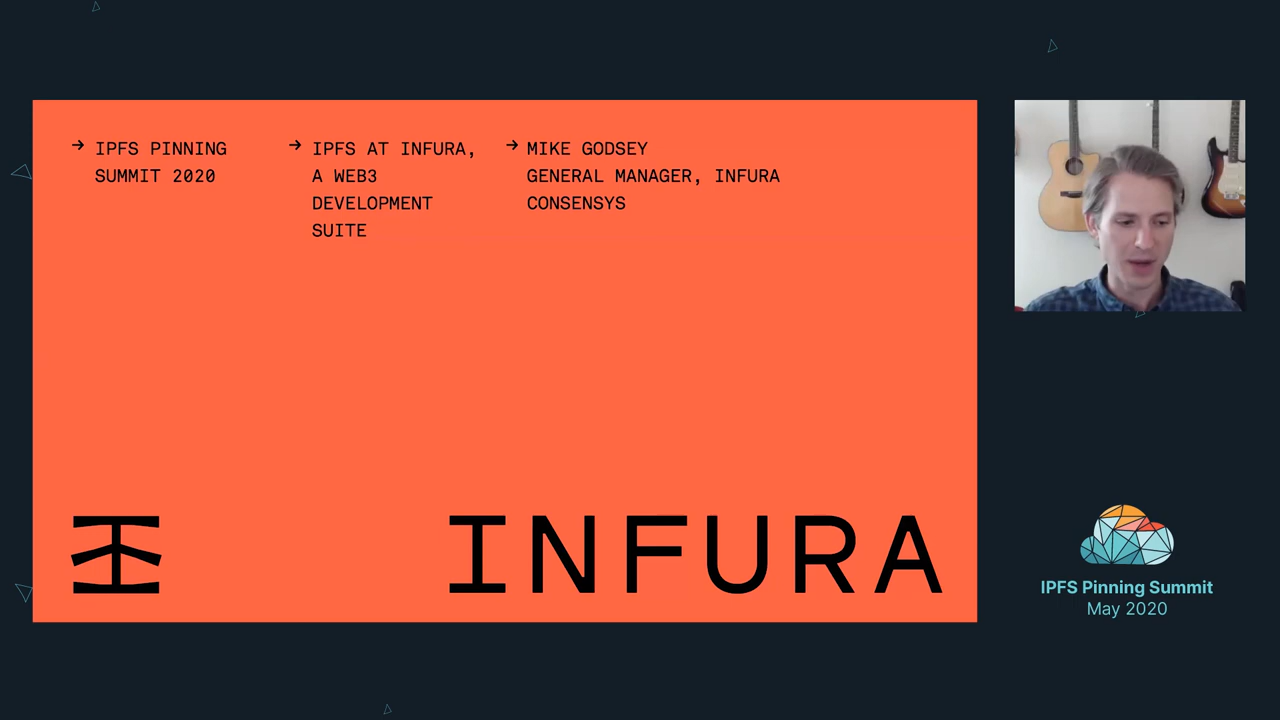 IPFS PINNING
SUMMIT 2020
IPFS AT INFURA,
A WEB3
DEVELOPMENT
SUITE
MIKE GODSEY
GENERAL MANAGER, INFURA
CONSENSYS
INFURA
IPFS Pinning Summit
May 2020